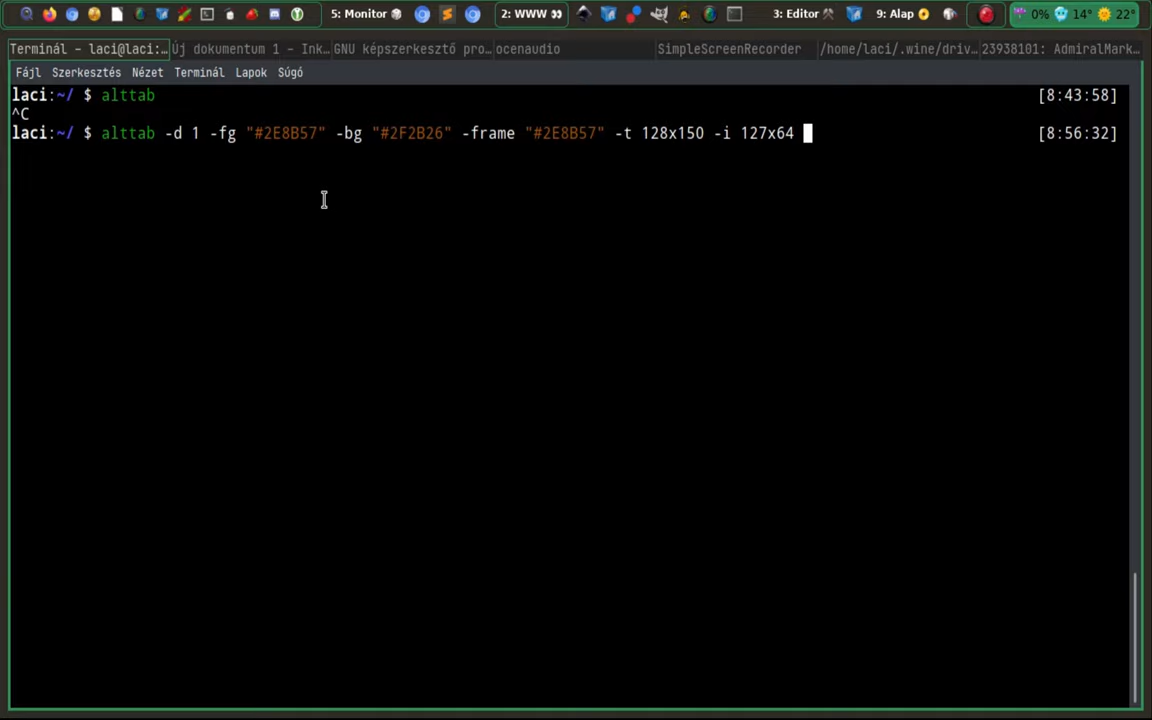 5: Monitor 2: WWW 3: Editor 9: Alap 0% 14° 22°
Terminál - laci@laci:... Új dokumentum 1 - Ink... GNU képszerkesztő pro... ocenaudio SimpleScreenRecorder /home/laci/.wine/driv... 23938101: AdmiralMark...
Fájl Szerkesztés Nézet Terminál Lapok Súgó
laci:~/ $ alttab [8:43:58]
^C
laci:~/ $ alttab -d 1 -fg "#2E8B57" -bg "#2F2B26" -frame "#2E8B57" -t 128x150 -i 127x64 [8:56:32]